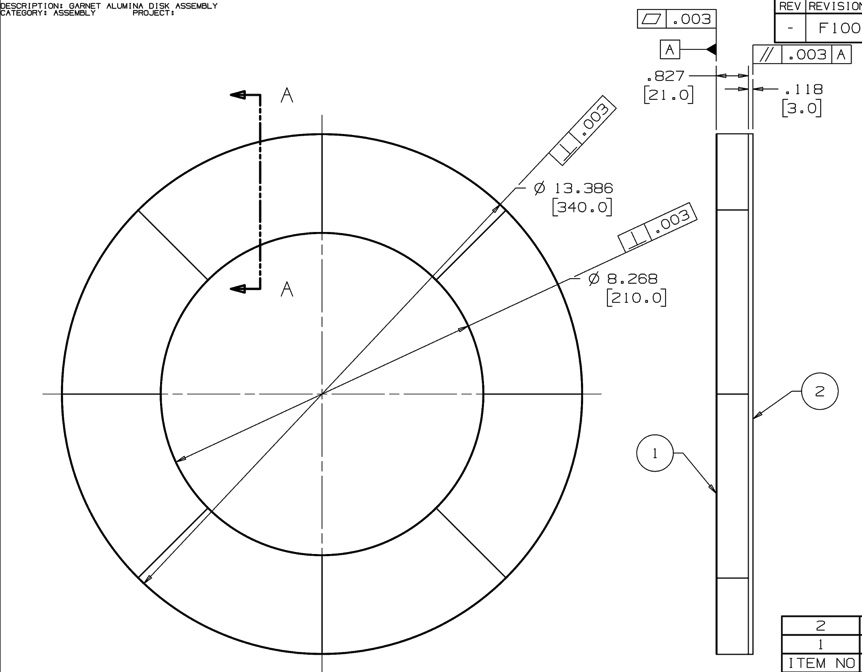 DESCRIPTION: GARNET ALUMINA DISK ASSEMBLY
CATEGORY: ASSEMBLY PROJECT:
REV REVISION
- F100
.003
A
// .003 A
.827
[21.0]
.118
[3.0]
A
A
⊥ .003
Ø 13.386
[340.0]
⊥ .003
Ø 8.268
[210.0]
2
1
2
1
ITEM NO